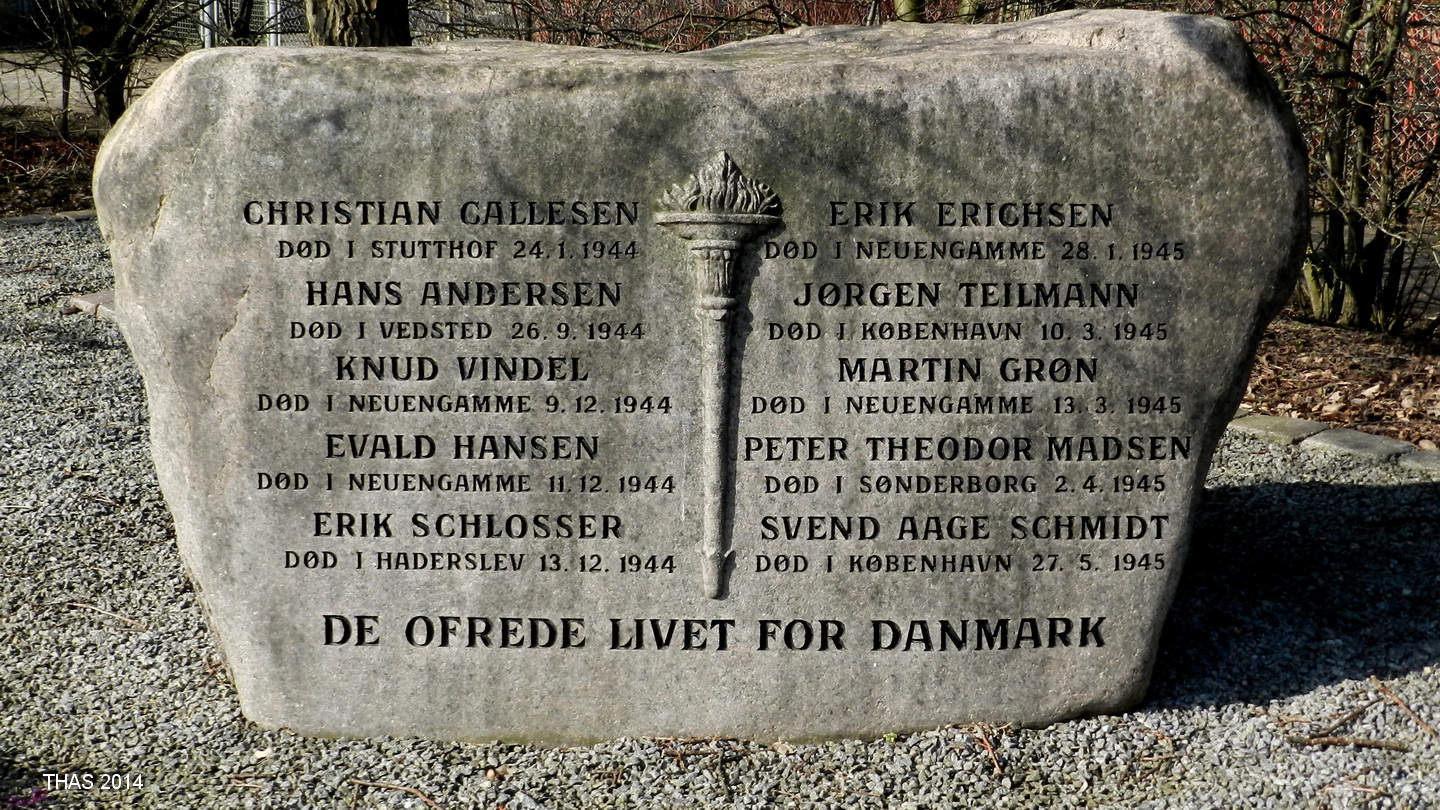 CHRISTIAN CALLESEN
DØD I STUTTHOF 24.1.1944
HANS ANDERSEN
DØD I VEDSTED 26.9.1944
KNUD VINDEL
DØD I NEUENGAMME 9.12.1944
EVALD HANSEN
DØD I NEUENGAMME 11.12.1944
ERIK SCHLOSSER
DØD I HADERSLEV 13.12.1944
ERIK ERICHSEN
DØD I NEUENGAMME 28.1.1945
JØRGEN TEILMANN
DØD I KØBENHAVN 10.3.1945
MARTIN GRØN
DØD I NEUENGAMME 13.3.1945
PETER THEODOR MADSEN
DØD I SØNDERBORG 2.4.1945
SVEND AAGE SCHMIDT
DØD I KØBENHAVN 27.5.1945
DE OFREDE LIVET FOR DANMARK
THAS 2014